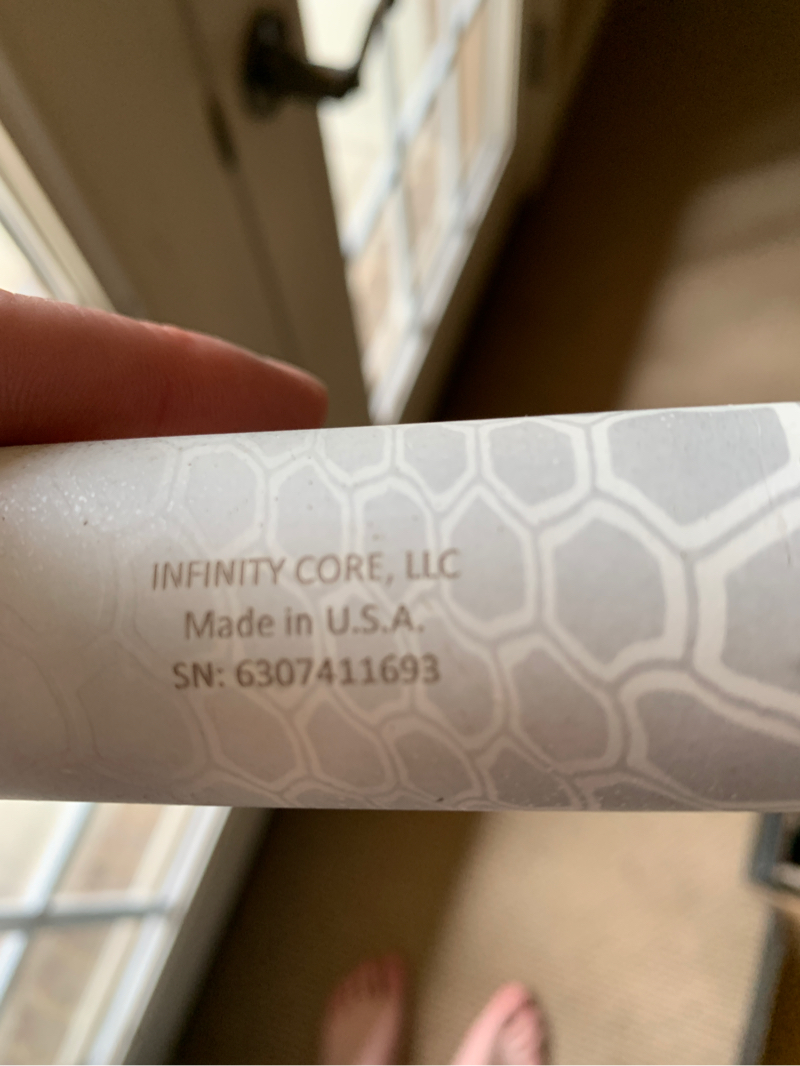 INFINITY CORE, LLC
Made in U.S.A.
SN: 6307411693